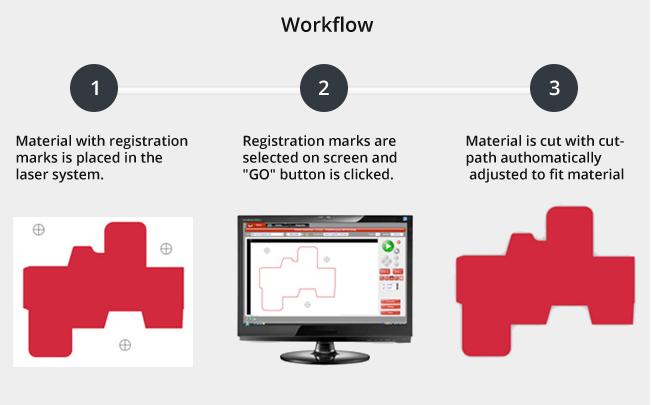 Workflow
1
2
3
Material with registration
marks is placed in the
laser system.
Registration marks are
selected on screen and
"GO" button is clicked.
Material is cut with cut-
path authomatically
adjusted to fit material